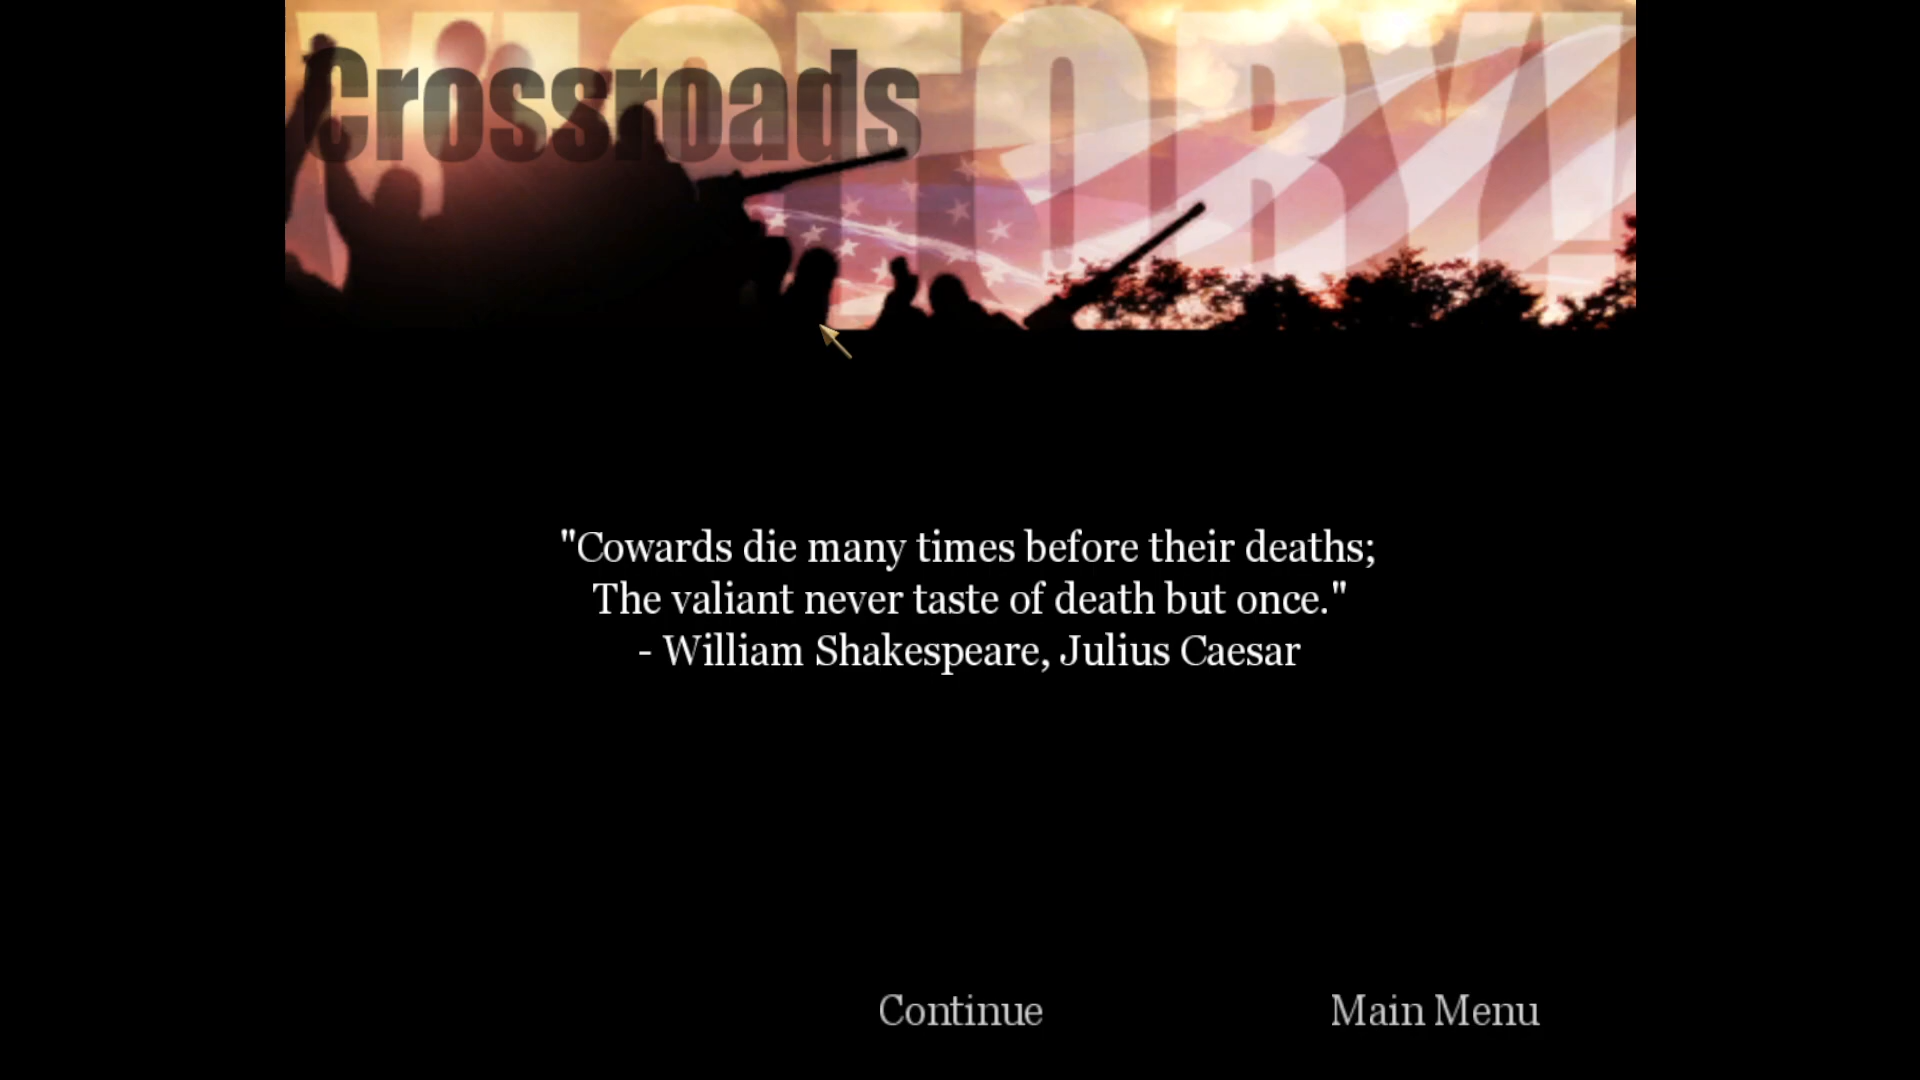 VICTORY!
Crossroads
"Cowards die many times before their deaths;
The valiant never taste of death but once."
- William Shakespeare, Julius Caesar
Continue
Main Menu